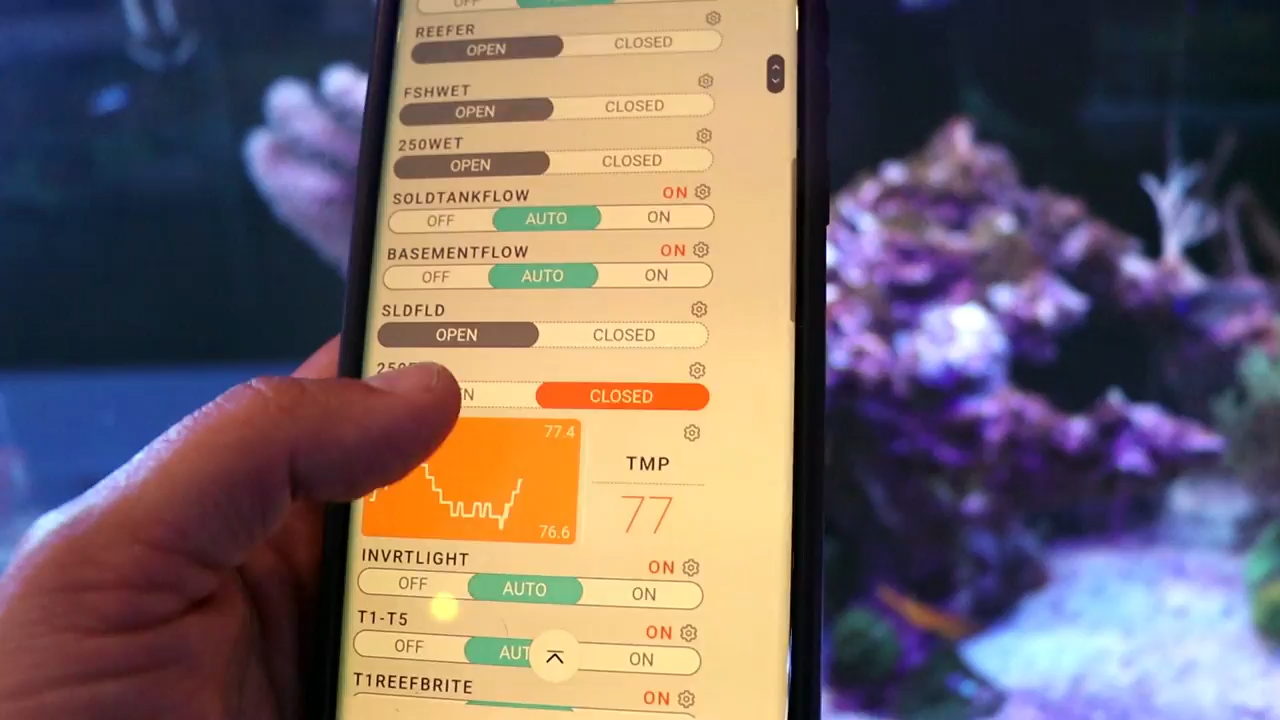 REEFER
OPEN CLOSED
FSHWET
OPEN CLOSED
250WET
OPEN CLOSED
SOLDTANKFLOW ON
OFF AUTO ON
BASEMENTFLOW ON
OFF AUTO ON
SLDFLD
OPEN CLOSED
CLOSED
77.4
TMP
77
76.6
INVRTLIGHT ON
OFF AUTO ON
T1-T5 ON
OFF ON
T1REEFBRITE ON